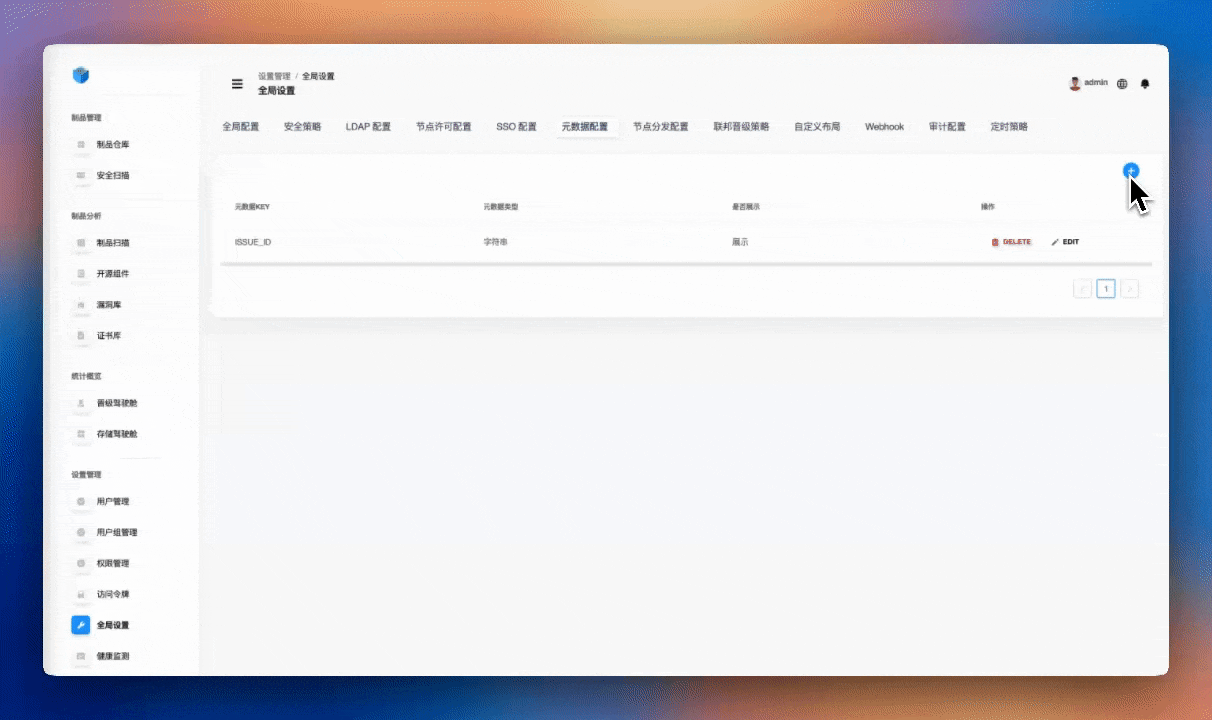 制品管理
制品仓库
安全扫描
制品分析
制品扫描
开源组件
漏洞库
证书库
统计概览
晋级驾驶舱
存储驾驶舱
设置管理
用户管理
用户组管理
权限管理
访问令牌
全局设置
健康监测
设置管理 / 全局设置
全局设置
admin
全局配置 安全策略 LDAP 配置 节点许可配置 SSO 配置 元数据配置 节点分发配置 联邦晋级策略 自定义布局 Webhook 审计配置 定时策略
元数据KEY 元数据类型 是否展示 操作
ISSUE_ID 字符串 展示 DELETE EDIT
1